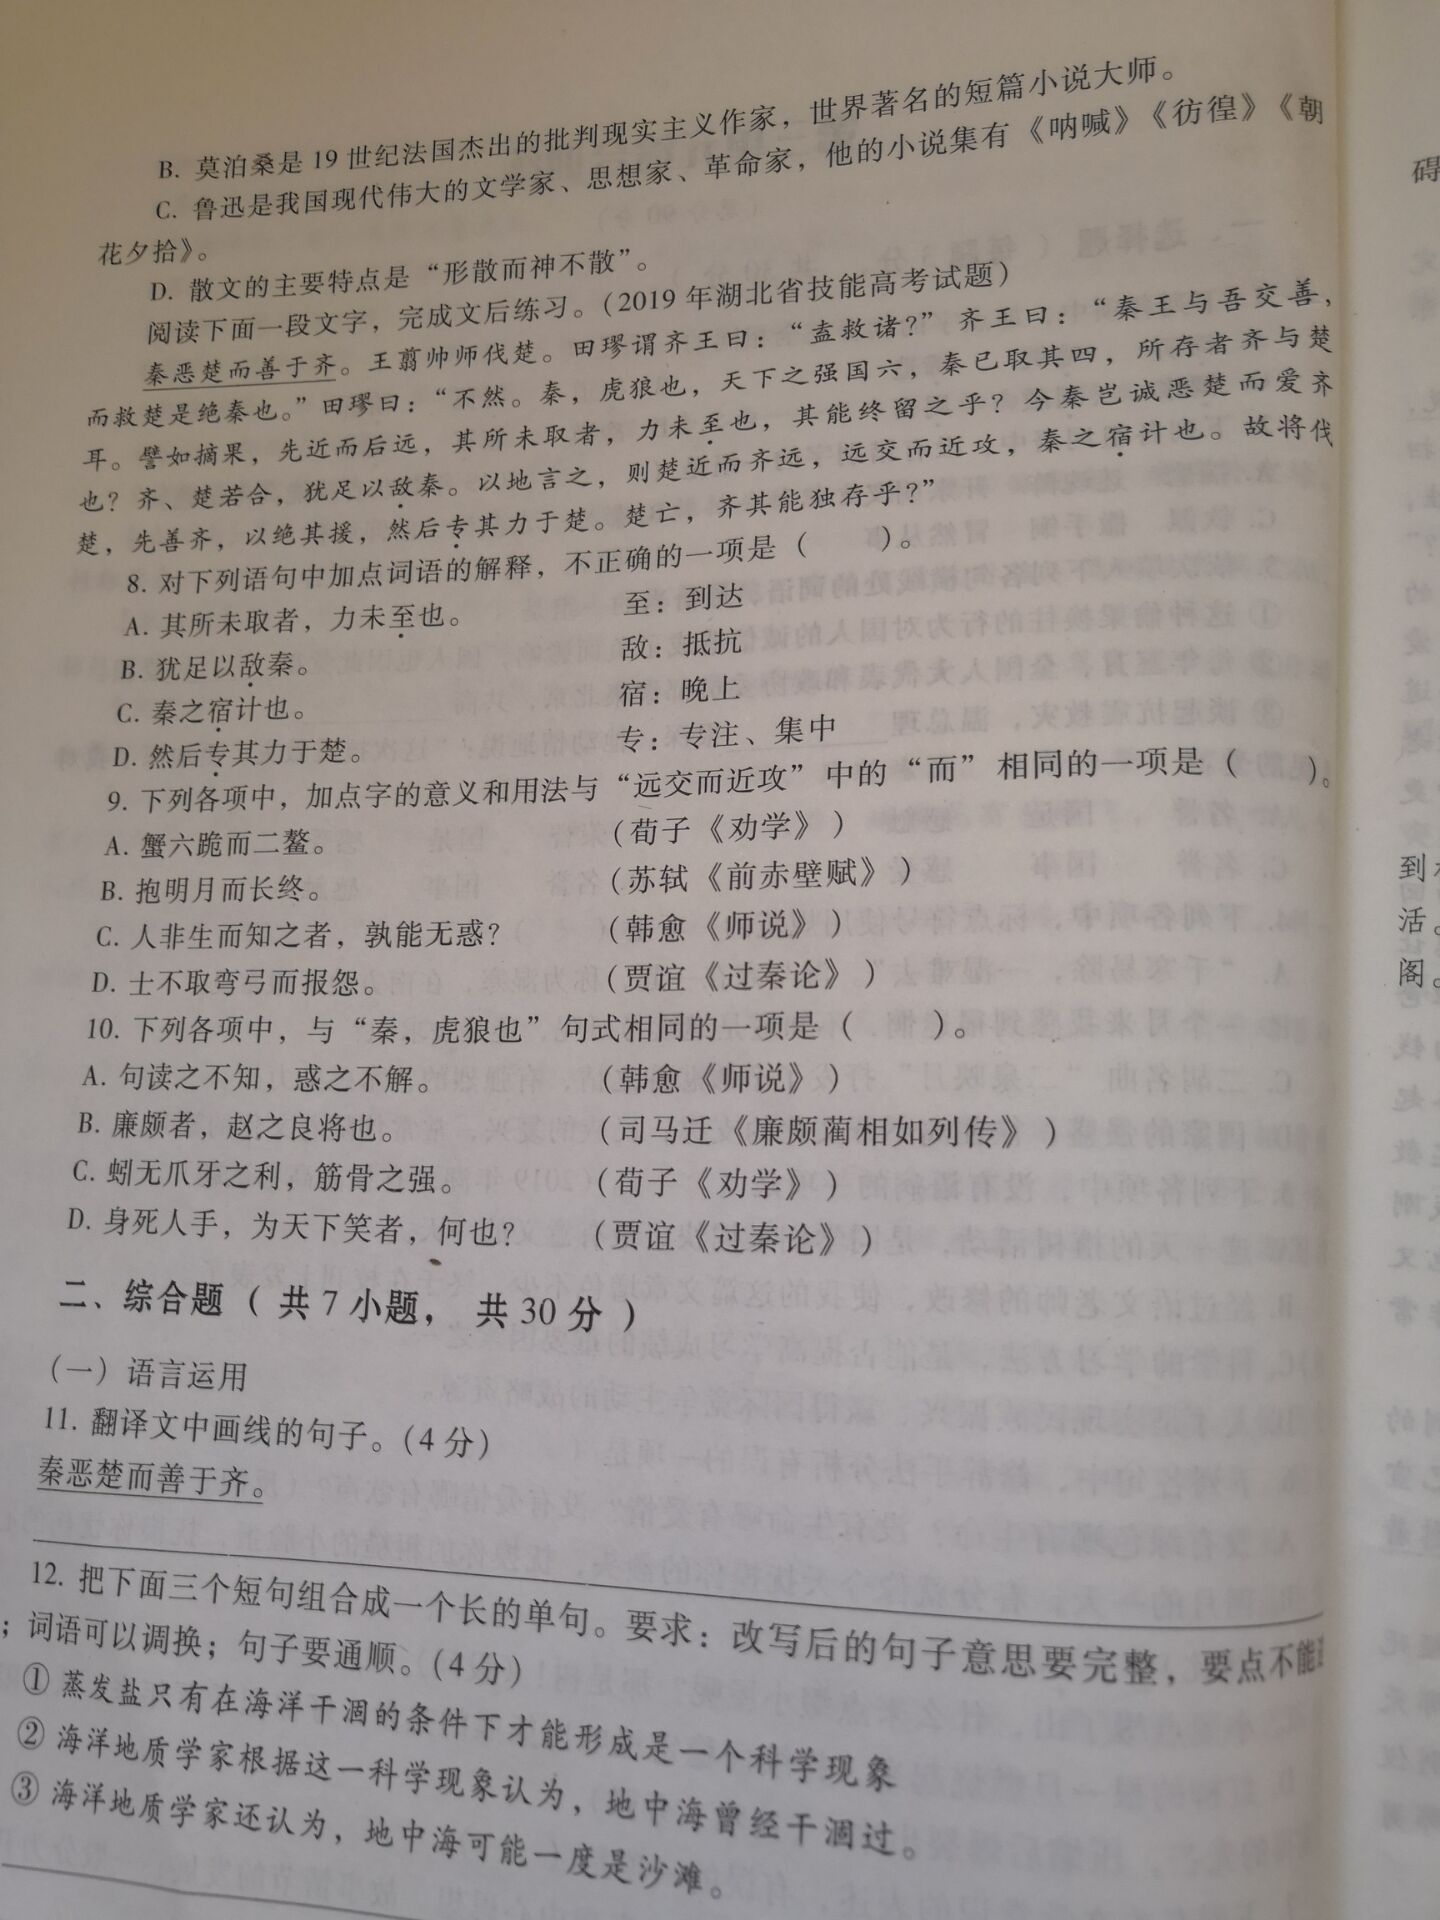 B. 莫泊桑是 19 世纪法国杰出的批判现实主义作家，世界著名的短篇小说大师。
C. 鲁迅是我国现代伟大的文学家、思想家、革命家，他的小说集有《呐喊》《彷徨》《朝
花夕拾》。
D. 散文的主要特点是“形散而神不散”。
阅读下面一段文字，完成文后练习。(2019 年湖北省技能高考试题)
秦恶楚而善于齐。王翦帅师伐楚。田璆谓齐王曰：“盍救诸?”齐王曰：“秦王与吾交善，
而救楚是绝秦也。”田璆曰：“不然。秦，虎狼也，天下之强国六，秦已取其四，所存者齐与楚
耳。譬如摘果，先近而后远，其所未取者，力未至也，其能终留之乎? 今秦岂诚恶楚而爱齐
也? 齐、楚若合，犹足以敌秦。以地言之，则楚近而齐远，远交而近攻，秦之宿计也。故将伐
楚，先善齐，以绝其援，然后专其力于楚。楚亡，齐其能独存乎?”
8. 对下列语句中加点词语的解释，不正确的一项是 (　　)。
A. 其所未取者，力未至也。 至：到达
B. 犹足以敌秦。 敌：抵抗
C. 秦之宿计也。 宿：晚上
D. 然后专其力于楚。 专：专注、集中
9. 下列各项中，加点字的意义和用法与“远交而近攻”中的“而”相同的一项是 (　　)。
A. 蟹六跪而二螯。 (荀子《劝学》)
B. 抱明月而长终。 (苏轼《前赤壁赋》)
C. 人非生而知之者，孰能无惑? (韩愈《师说》)
D. 士不取弯弓而报怨。 (贾谊《过秦论》)
10. 下列各项中，与“秦，虎狼也”句式相同的一项是 (　　)。
A. 句读之不知，惑之不解。 (韩愈《师说》)
B. 廉颇者，赵之良将也。 (司马迁《廉颇蔺相如列传》)
C. 蚓无爪牙之利，筋骨之强。 (荀子《劝学》)
D. 身死人手，为天下笑者，何也? (贾谊《过秦论》)
二、综合题 ( 共 7 小题， 共 30 分 )
(一) 语言运用
11. 翻译文中画线的句子。(4 分)
秦恶楚而善于齐。
12. 把下面三个短句组合成一个长的单句。要求：改写后的句子意思要完整，要点不能
；词语可以调换；句子要通顺。(4 分)
① 蒸发盐只有在海洋干涸的条件下才能形成是一个科学现象
② 海洋地质学家根据这一科学现象认为，地中海曾经干涸过。
③ 海洋地质学家还认为，地中海可能一度是沙滩。
碍
到
活。
阁。